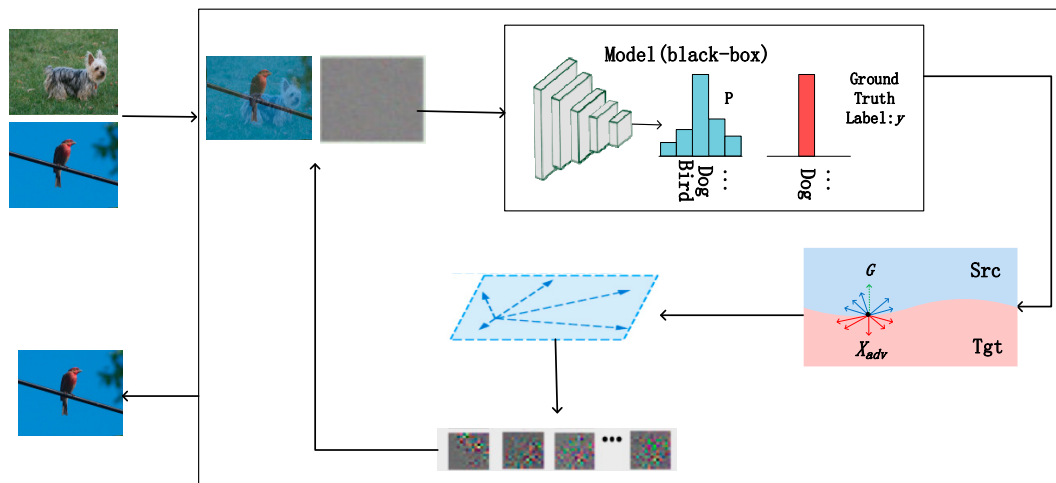 Model(black-box)
P
Ground
Truth
Label:y
Bird
Dog
...
Dog
...
G
Src
X_adv
Tgt